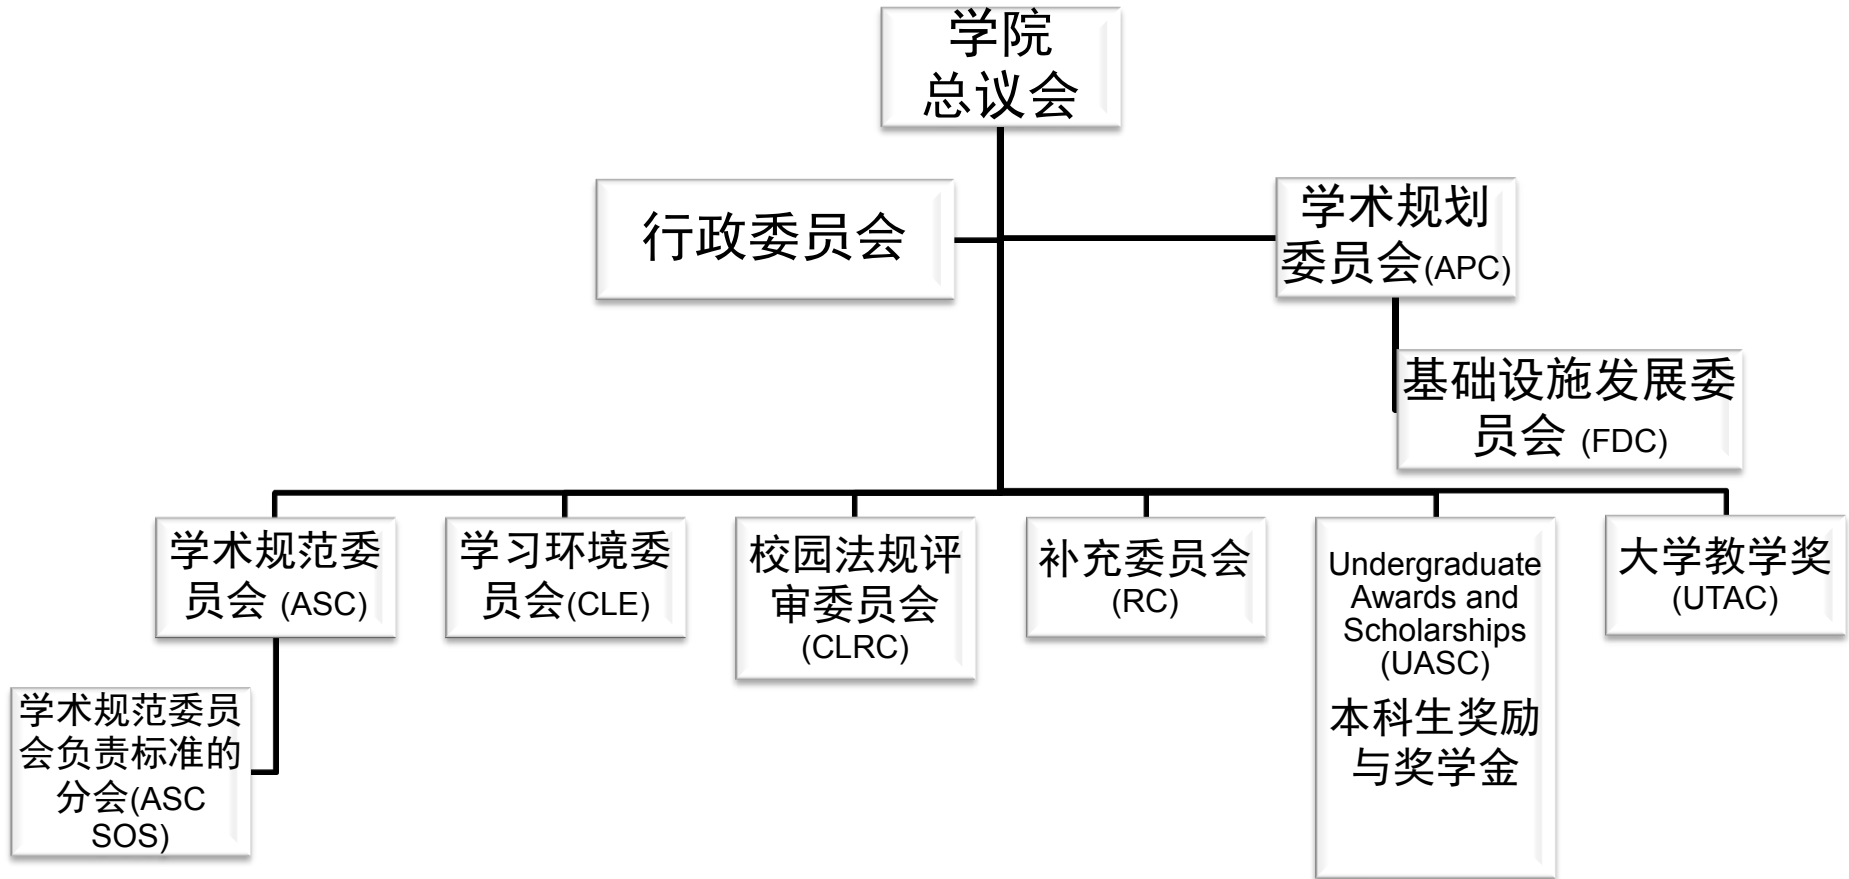 学院
总议会
行政委员会
学术规划
委员会(APC)
基础设施发展委
员会 (FDC)
学术规范委
员会 (ASC)
学习环境委
员会(CLE)
校园法规评
审委员会
(CLRC)
补充委员会
(RC)
Undergraduate
Awards and
Scholarships
(UASC)
本科生奖励
与奖学金
大学教学奖
(UTAC)
学术规范委员
会负责标准的
分会(ASC
SOS)